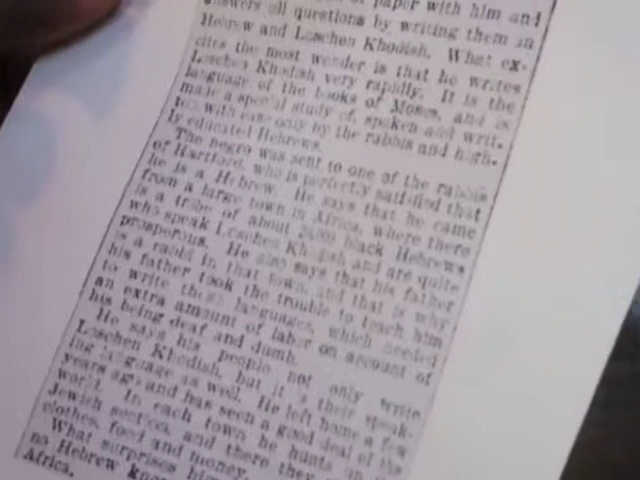 of paper with him and
answers all questions by writing them in
Hebrew and Loschen Khodish. What ex-
cites the most wonder is that he writes
Loschen Khodish very rapidly. It is the
language of the books of Moses, and is
made a special study of, spoken and writ-
ten with ease only by the rabbis and high-
ly educated Hebrews.
The negro was sent to one of the rabbis
of Hartford, who is perfectly satisfied that
he is a Hebrew. He says that he came
from a large town in Africa, where there
is a tribe of about black Hebrews
who speak Loschen Khodish and are quite
prosperous. He also says that his father
is a rabbi in that town, and that is why
his father took the trouble to teach him
to write these languages, which needed
an extra amount of labor on account of
his being deaf and dumb.
He says his people not only write
Loschen Khodish, but it is their speak-
ing language as well. He left home a few
years ago and has seen a good deal of the
world. In each town he hunts
Jewish and there they
clothes, food and money.
What surprises
no Hebrew
Africa.